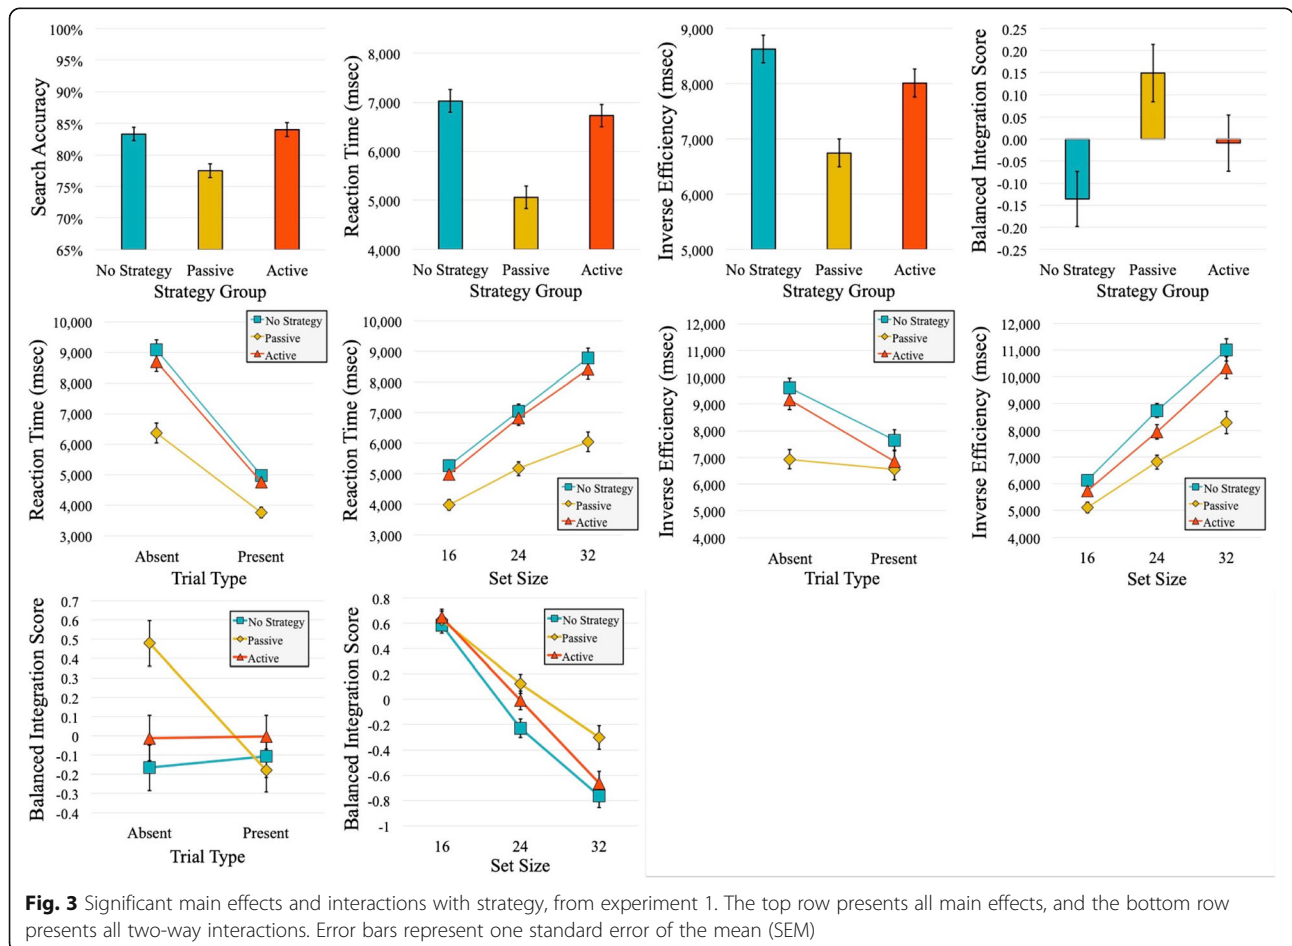 Search Accuracy
100%
95%
90%
85%
80%
75%
70%
65%
No Strategy Passive Active
Strategy Group
Reaction Time (msec)
8,000
7,000
6,000
5,000
4,000
No Strategy Passive Active
Strategy Group
Inverse Efficiency (msec)
9,000
8,000
7,000
6,000
5,000
No Strategy Passive Active
Strategy Group
Balanced Integration Score
0.25
0.20
0.15
0.10
0.05
0.00
-0.05
-0.10
-0.15
-0.20
-0.25
No Strategy Passive Active
Strategy Group
Reaction Time (msec)
10,000
9,000
8,000
7,000
6,000
5,000
4,000
3,000
No Strategy
Passive
Active
Absent Present
Trial Type
Reaction Time (msec)
10,000
9,000
8,000
7,000
6,000
5,000
4,000
3,000
No Strategy
Passive
Active
16 24 32
Set Size
Inverse Efficiency (msec)
12,000
11,000
10,000
9,000
8,000
7,000
6,000
5,000
4,000
No Strategy
Passive
Active
Absent Present
Trial Type
Inverse Efficiency (msec)
12,000
11,000
10,000
9,000
8,000
7,000
6,000
5,000
4,000
No Strategy
Passive
Active
16 24 32
Set Size
Balanced Integration Score
0.7
0.6
0.5
0.4
0.3
0.2
0.1
0
-0.1
-0.2
-0.3
-0.4
No Strategy
Passive
Active
Absent Present
Trial Type
Balanced Integration Score
0.8
0.6
0.4
0.2
0
-0.2
-0.4
-0.6
-0.8
-1
No Strategy
Passive
Active
16 24 32
Set Size
Fig. 3 Significant main effects and interactions with strategy, from experiment 1. The top row presents all main effects, and the bottom row
presents all two-way interactions. Error bars represent one standard error of the mean (SEM)